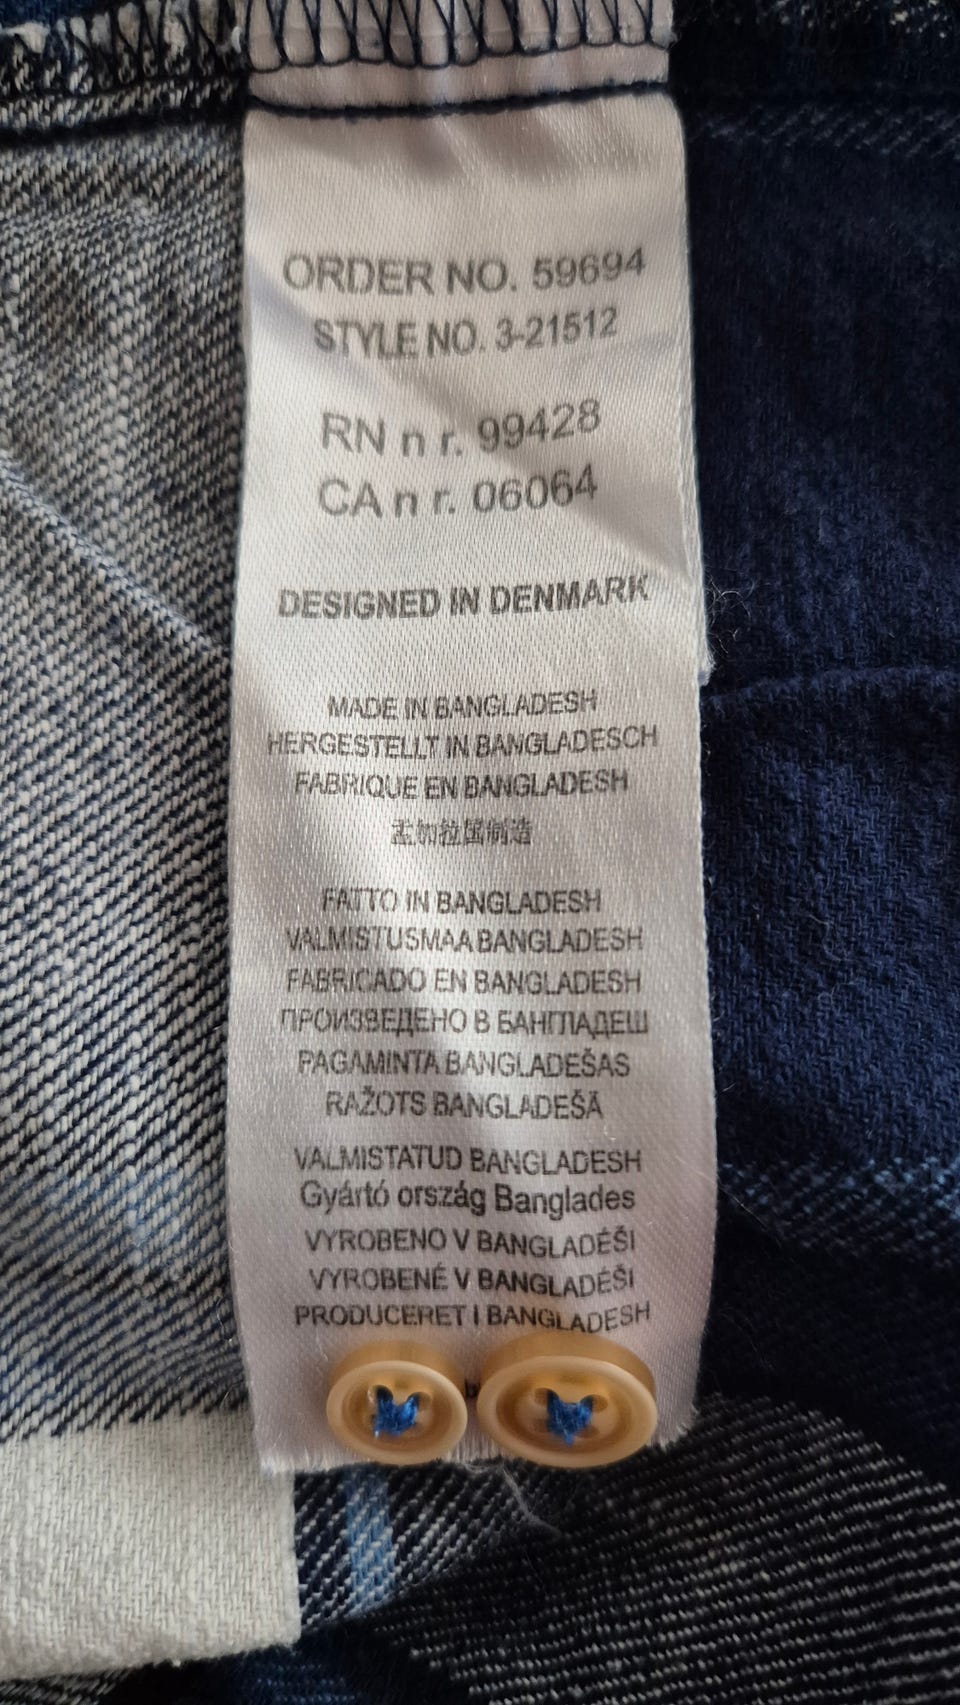 ORDER NO. 59694
STYLE NO. 3-21512
RN n r. 99428
CA n r. 06064
DESIGNED IN DENMARK
MADE IN BANGLADESH
HERGESTELLT IN BANGLADESCH
FABRIQUE EN BANGLADESH
孟加拉国制造
FATTO IN BANGLADESH
VALMISTUSMAA BANGLADESH
FABRICADO EN BANGLADESH
ПРОИЗВЕДЕНО В БАНГЛАДЕШ
PAGAMINTA BANGLADEŠAS
RAŽOTS BANGLADEŠĀ
VALMISTATUD BANGLADESH
Gyártó ország Banglades
VYROBENO V BANGLADÉŠI
VYROBENÉ V BANGLADÉŠI
PRODUCERET I BANGLADESH